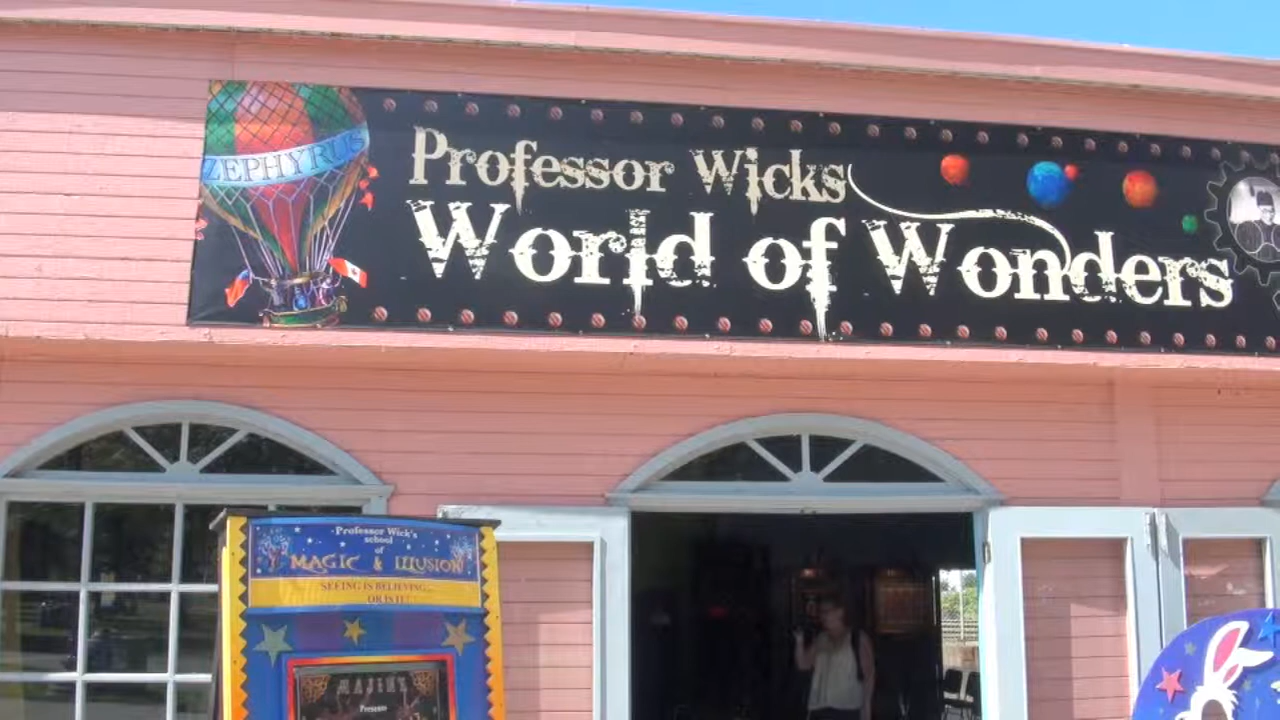 ZEPHYRUS
Professor Wicks
World of Wonders
Professor Wick's
school
of
MAGIC & ILLUSION
SEEING IS BELIEVING...
OR IS IT?
MAJINX
Presents